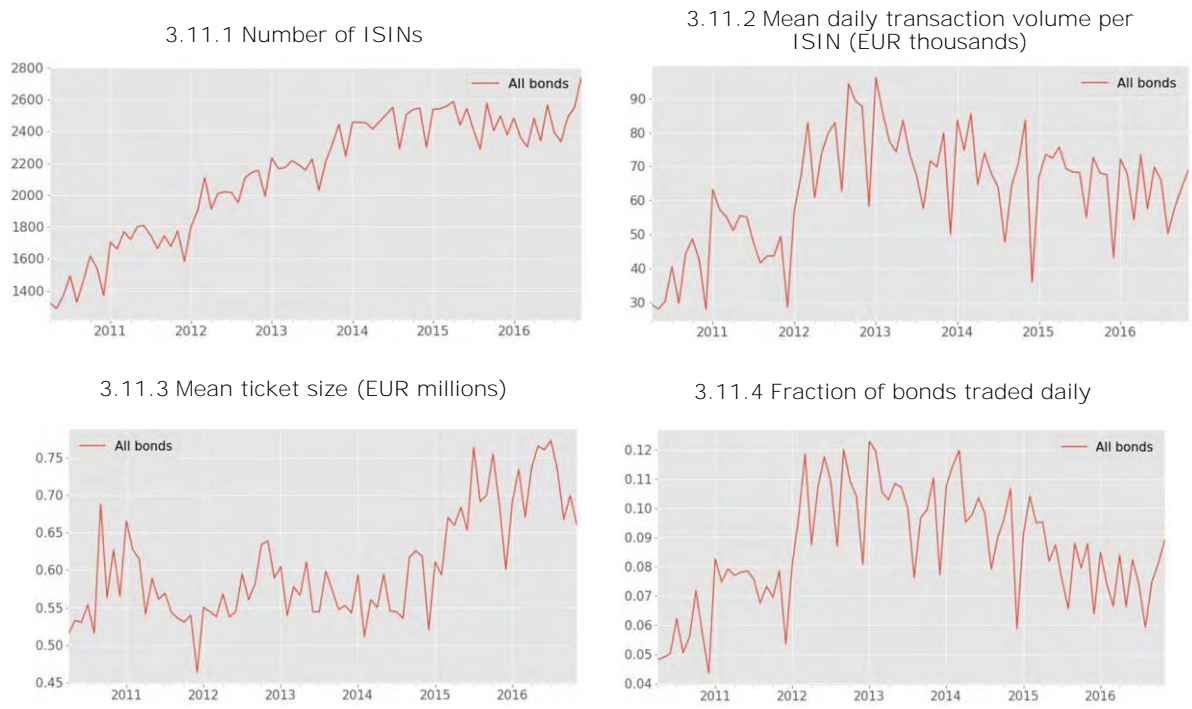 3.11.1 Number of ISINs
All bonds
2800
2600
2400
2200
2000
1800
1600
1400
2011 2012 2013 2014 2015 2016
3.11.2 Mean daily transaction volume per
ISIN (EUR thousands)
All bonds
90
80
70
60
50
40
30
2011 2012 2013 2014 2015 2016
3.11.3 Mean ticket size (EUR millions)
All bonds
0.75
0.70
0.65
0.60
0.55
0.50
0.45
2011 2012 2013 2014 2015 2016
3.11.4 Fraction of bonds traded daily
All bonds
0.12
0.11
0.10
0.09
0.08
0.07
0.06
0.05
0.04
2011 2012 2013 2014 2015 2016